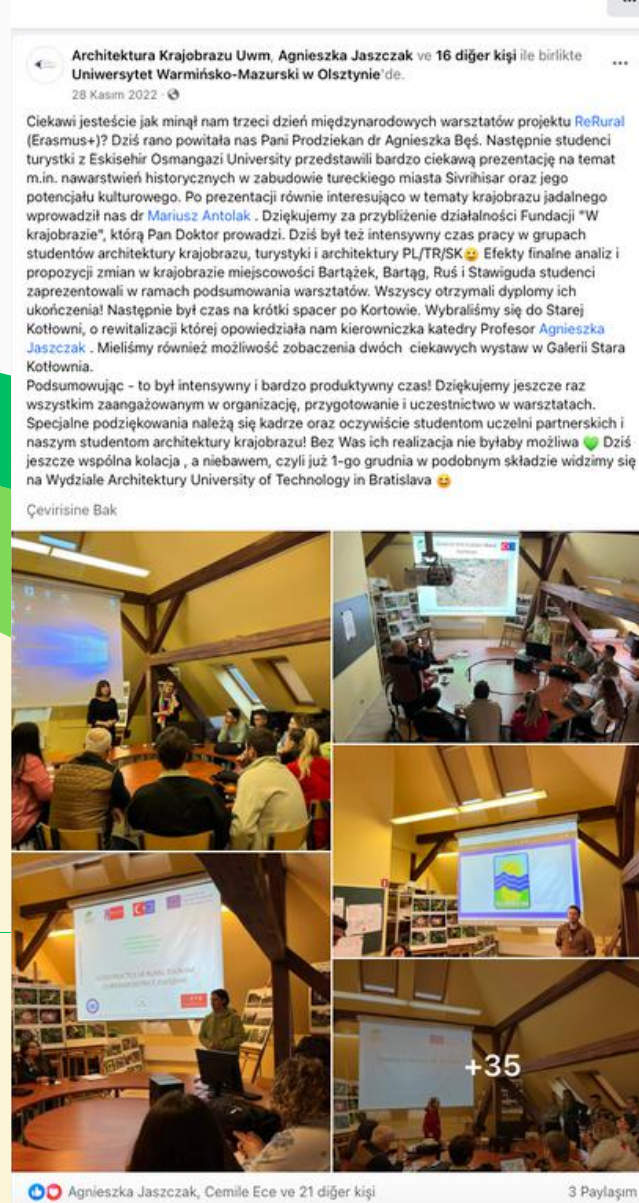 Architektura Krajobrazu Uwm, Agnieszka Jaszczak ve 16 diğer kişi ile birlikte
Uniwersytet Warmińsko-Mazurski w Olsztynie'de.
28 Kasım 2022 ·
Ciekawi jesteście jak minął nam trzeci dzień międzynarodowych warsztatów projektu ReRural
(Erasmus+)? Dziś rano powitała nas Pani Prodziekan dr Agnieszka Bęś. Następnie studenci
turystki z Eskisehir Osmangazi University przedstawili bardzo ciekawą prezentację na temat
m.in. nawarstwień historycznych w zabudowie tureckiego miasta Sivrihisar oraz jego
potencjału kulturowego. Po prezentacji równie interesująco w tematy krajobrazu jadalnego
wprowadził nas dr Mariusz Antolak . Dziękujemy za przybliżenie działalności Fundacji "W
krajobrazie", którą Pan Doktor prowadzi. Dziś był też intensywny czas pracy w grupach
studentów architektury krajobrazu, turystyki i architektury PL/TR/SK😆 Efekty finalne analiz i
propozycji zmian w krajobrazie miejscowości Bartążek, Bartąg, Ruś i Stawiguda studenci
zaprezentowali w ramach podsumowania warsztatów. Wszyscy otrzymali dyplomy ich
ukończenia! Następnie był czas na krótki spacer po Kortowie. Wybraliśmy się do Starej
Kotłowni, o rewitalizacji której opowiedziała nam kierowniczka katedry Profesor Agnieszka
Jaszczak . Mieliśmy również możliwość zobaczenia dwóch ciekawych wystaw w Galerii Stara
Kotłownia.
Podsumowując - to był intensywny i bardzo produktywny czas! Dziękujemy jeszcze raz
wszystkim zaangażowanym w organizację, przygotowanie i uczestnictwo w warsztatach.
Specjalne podziękowania należą się kadrze oraz oczywiście studentom uczelni partnerskich i
naszym studentom architektury krajobrazu! Bez Was ich realizacja nie byłaby możliwa 💚 Dziś
jeszcze wspólna kolacja , a niebawem, czyli już 1-go grudnia w podobnym składzie widzimy się
na Wydziale Architektury University of Technology in Bratislava 😆
Çevirisine Bak
+35
Agnieszka Jaszczak, Cemile Ece ve 21 diğer kişi
3 Paylaşım